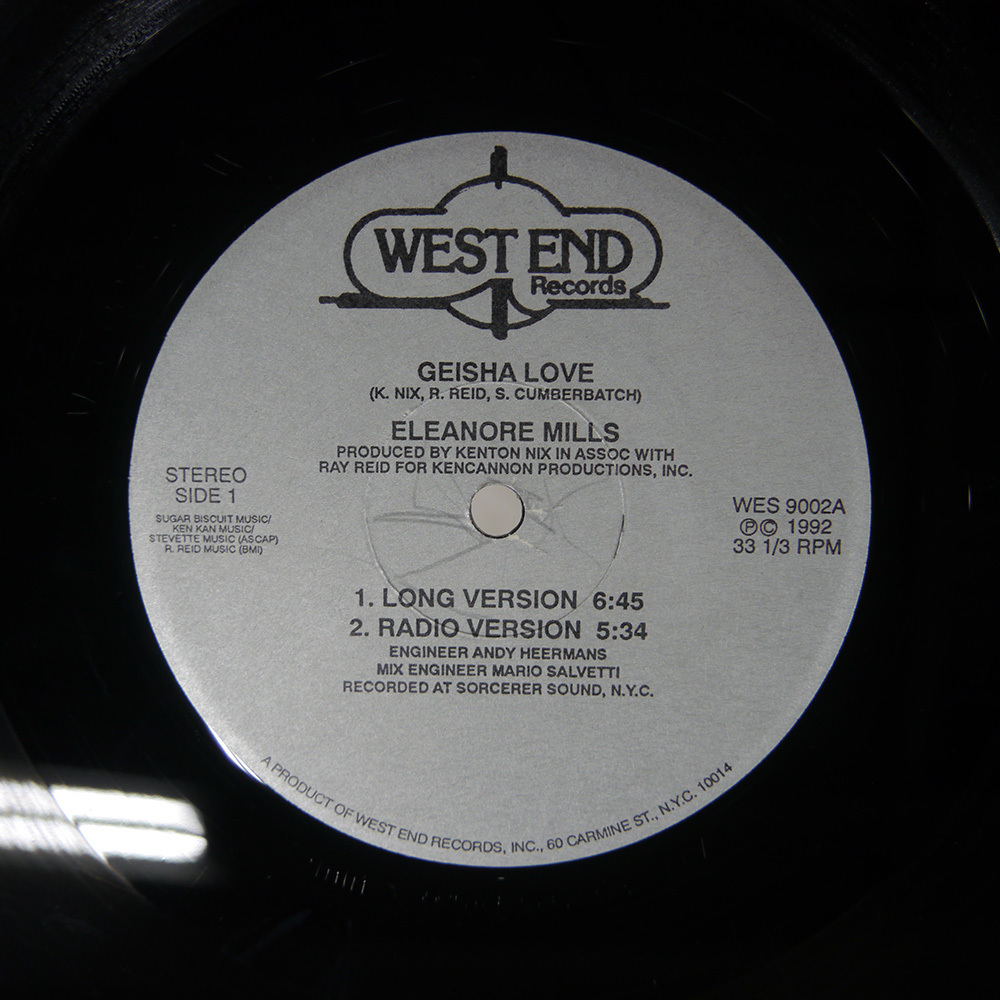 WEST END
Records
GEISHA LOVE
(K. NIX, R. REID, S. CUMBERBATCH)
ELEANORE MILLS
PRODUCED BY KENTON NIX IN ASSOC WITH
RAY REID FOR KENCANNON PRODUCTIONS, INC.
STEREO
SIDE 1
SUGAR BISCUIT MUSIC/
KEN KAN MUSIC/
STEVETTE MUSIC (ASCAP)
R. REID MUSIC (BMI)
WES 9002A
℗© 1992
33 1/3 RPM
1. LONG VERSION 6:45
2. RADIO VERSION 5:34
ENGINEER ANDY HEERMANS
MIX ENGINEER MARIO SALVETTI
RECORDED AT SORCERER SOUND, N.Y.C.
A PRODUCT OF WEST END RECORDS, INC., 60 CARMINE ST., N.Y.C. 10014